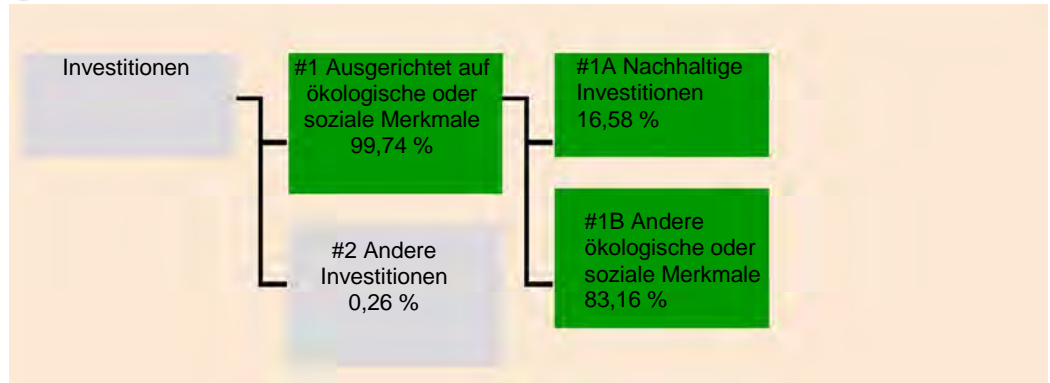 Investitionen
#1 Ausgerichtet auf
ökologische oder
soziale Merkmale
99,74 %
#2 Andere
Investitionen
0,26 %
#1A Nachhaltige
Investitionen
16,58 %
#1B Andere
ökologische oder
soziale Merkmale
83,16 %